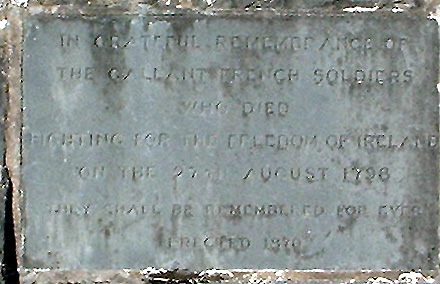 IN GRATEFUL REMEMBRANCE OF
THE GALLANT FRENCH SOLDIERS
WHO DIED
FIGHTING FOR THE FREEDOM OF IRELAND
ON THE 27TH AUGUST 1798
THEY SHALL BE REMEMBERED FOR EVER
ERECTED